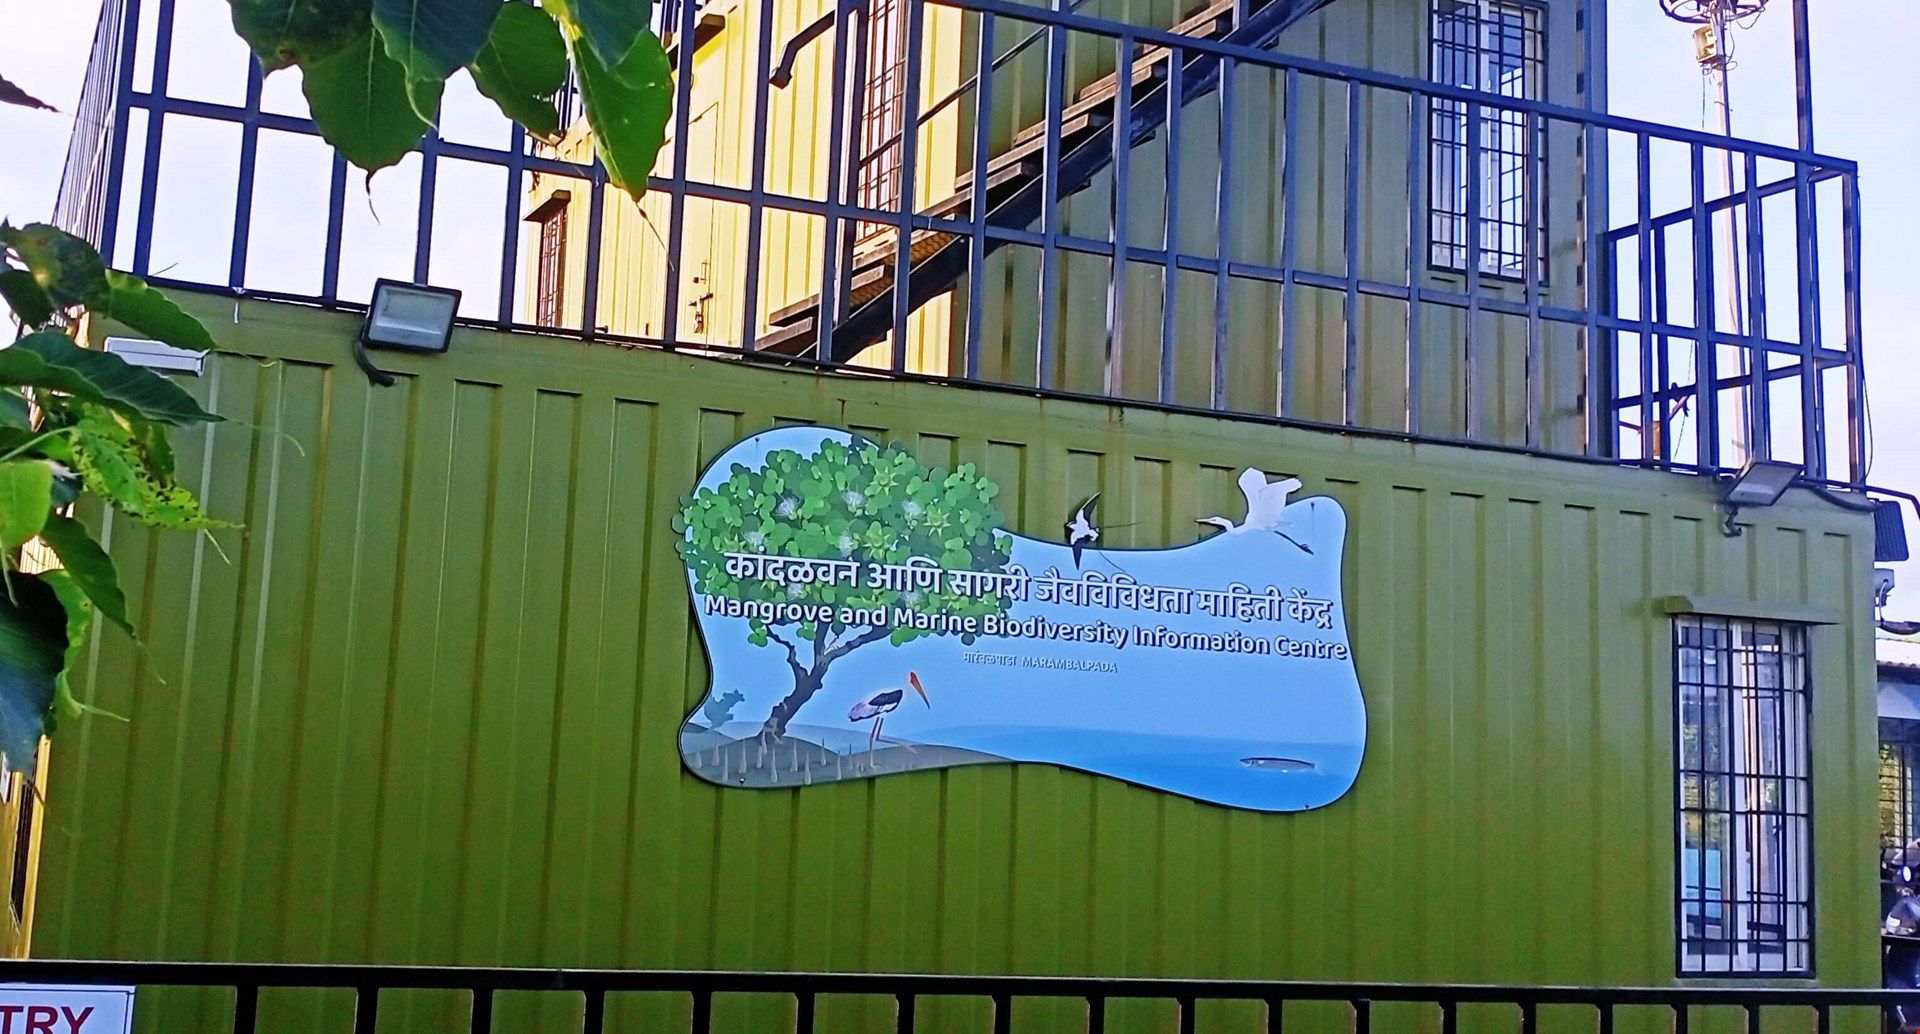 कांदळवन आणि सागरी जैवविविधता माहिती केंद्र
Mangrove and Marine Biodiversity Information Centre
मारंबळपाडा MARAMBALPADA
TRY